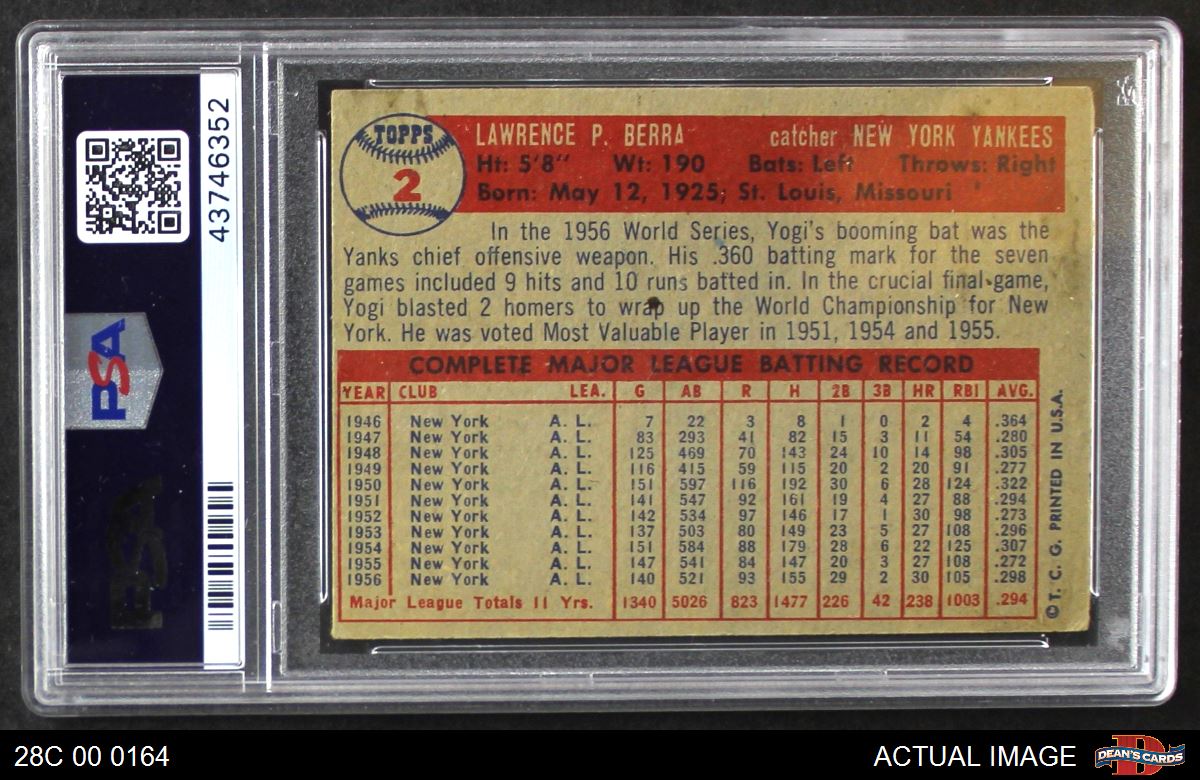 TOPPS
2
LAWRENCE P. BERRA catcher NEW YORK YANKEES
Ht: 5'8" Wt: 190 Bats: Left Throws: Right
Born: May 12, 1925, St. Louis, Missouri
In the 1956 World Series, Yogi's booming bat was the
Yanks chief offensive weapon. His .360 batting mark for the seven
games included 9 hits and 10 runs batted in. In the crucial final game,
Yogi blasted 2 homers to wrap up the World Championship for New
York. He was voted Most Valuable Player in 1951, 1954 and 1955.
COMPLETE MAJOR LEAGUE BATTING RECORD
YEAR CLUB LEA. G AB R H 2B 3B HR RBI AVG.
1946 New York A. L. 7 22 3 8 1 0 2 4 .364
1947 New York A. L. 83 293 41 82 15 3 11 54 .280
1948 New York A. L. 125 469 70 143 24 10 14 98 .305
1949 New York A. L. 116 415 59 115 20 2 20 91 .277
1950 New York A. L. 151 597 116 192 30 6 28 124 .322
1951 New York A. L. 141 547 92 161 19 4 27 88 .294
1952 New York A. L. 142 534 97 146 17 1 30 98 .273
1953 New York A. L. 137 503 80 149 23 5 27 108 .296
1954 New York A. L. 151 584 88 179 28 6 22 125 .307
1955 New York A. L. 147 541 84 147 20 3 27 108 .272
1956 New York A. L. 140 521 93 155 29 2 30 105 .298
Major League Totals 11 Yrs. 1340 5026 823 1477 226 42 238 1003 .294
©T. C. G. PRINTED IN U.S.A.
43746352
PSA
PSA
28C 00 0164
ACTUAL IMAGE
D
DEAN'S CARDS